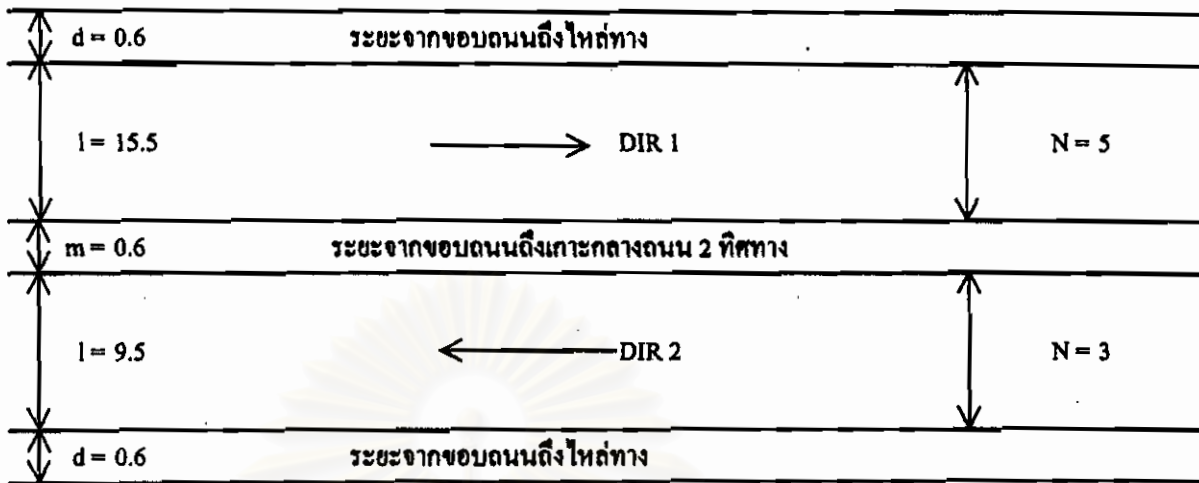 d = 0.6 ระยะจากขอบถนนถึงไหล่ทาง
l = 15.5 DIR 1 N = 5
m = 0.6 ระยะจากขอบถนนถึงเกาะกลางถนน 2 ทิศทาง
l = 9.5 DIR 2 N = 3
d = 0.6 ระยะจากขอบถนนถึงไหล่ทาง